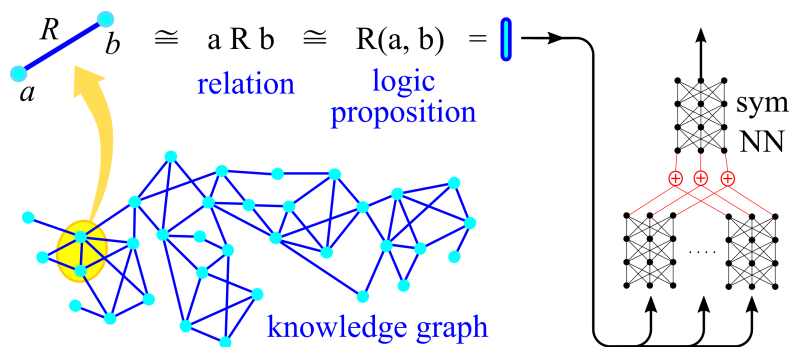 R
a
b
≅ a R b ≅ R(a, b) =
relation
logic
proposition
sym
NN
+ + +
. . . .
knowledge graph